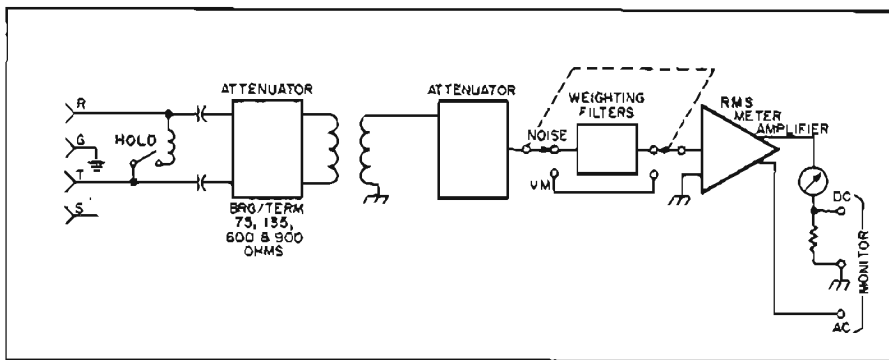 R
G
T
S
HOLD
ATTENUATOR
BRG/TERM
75, 135,
600 & 900
OHMS
ATTENUATOR
NOISE
VM
WEIGHTING
FILTERS
RMS
METER
AMPLIFIER
DC
MONITOR
AC